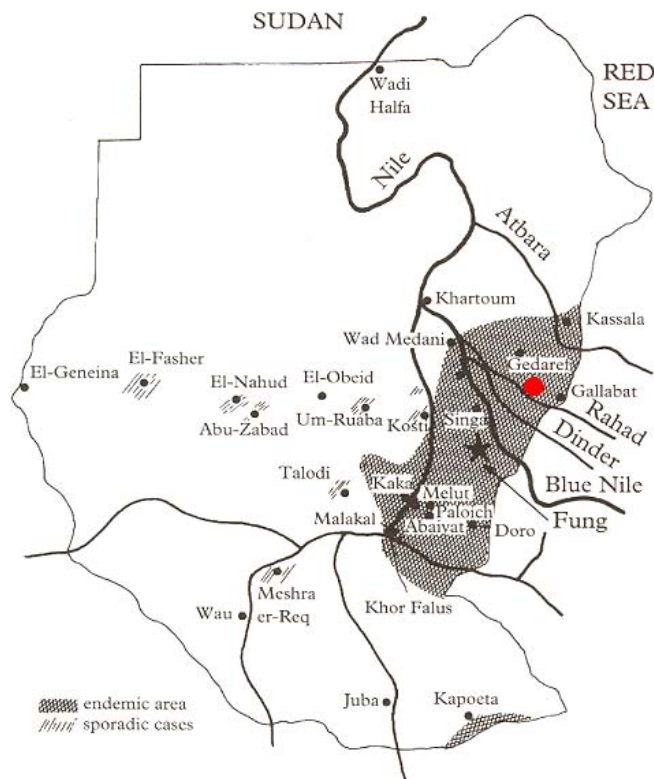 SUDAN
RED
SEA
Wadi
Halfa
Nile
Atbara
Khartoum
Kassala
Wad Medani
Gedareh
El-Fasher
El-Geneina
El-Nahud
El-Obeid
Gallabat
Abu-Zabad
Um-Ruaba
Kosti
Singa
Rahad
Dinder
Talodi
Kaka
Melut
Blue Nile
Paloich
Fung
Malakal
Abaiyat
Doro
Meshra
er-Req
Khor Falus
Wau
endemic area
sporadic cases
Juba
Kapoeta